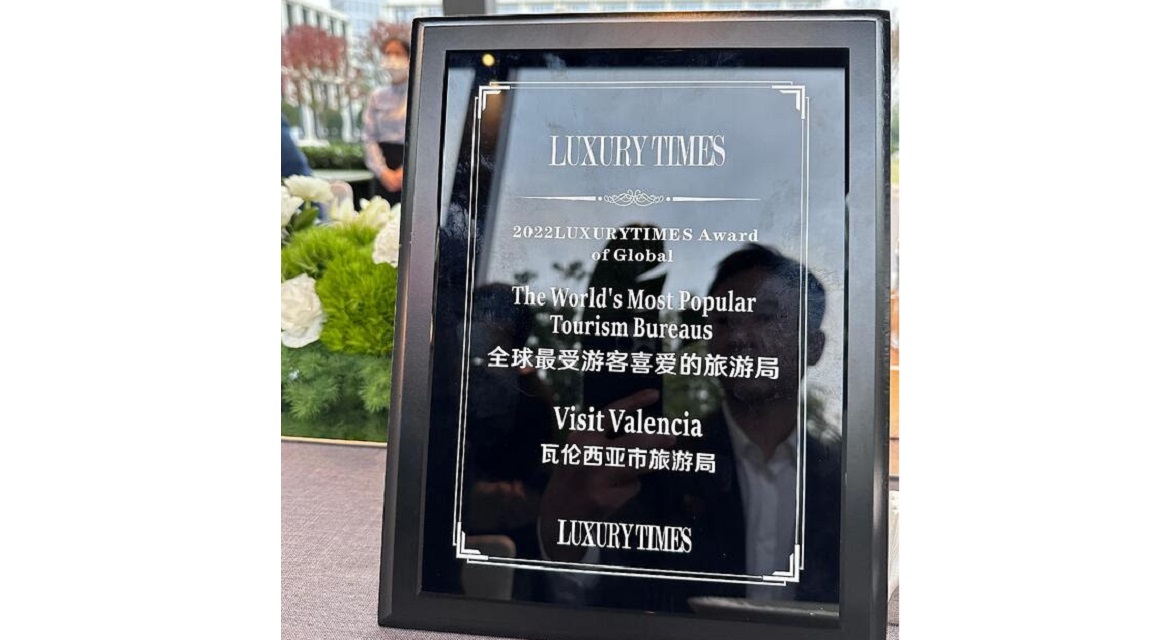 LUXURY TIMES
2022LUXURYTIMES Award
of Global
The World's Most Popular
Tourism Bureaus
全球最受游客喜爱的旅游局
Visit Valencia
瓦伦西亚市旅游局
LUXURY TIMES